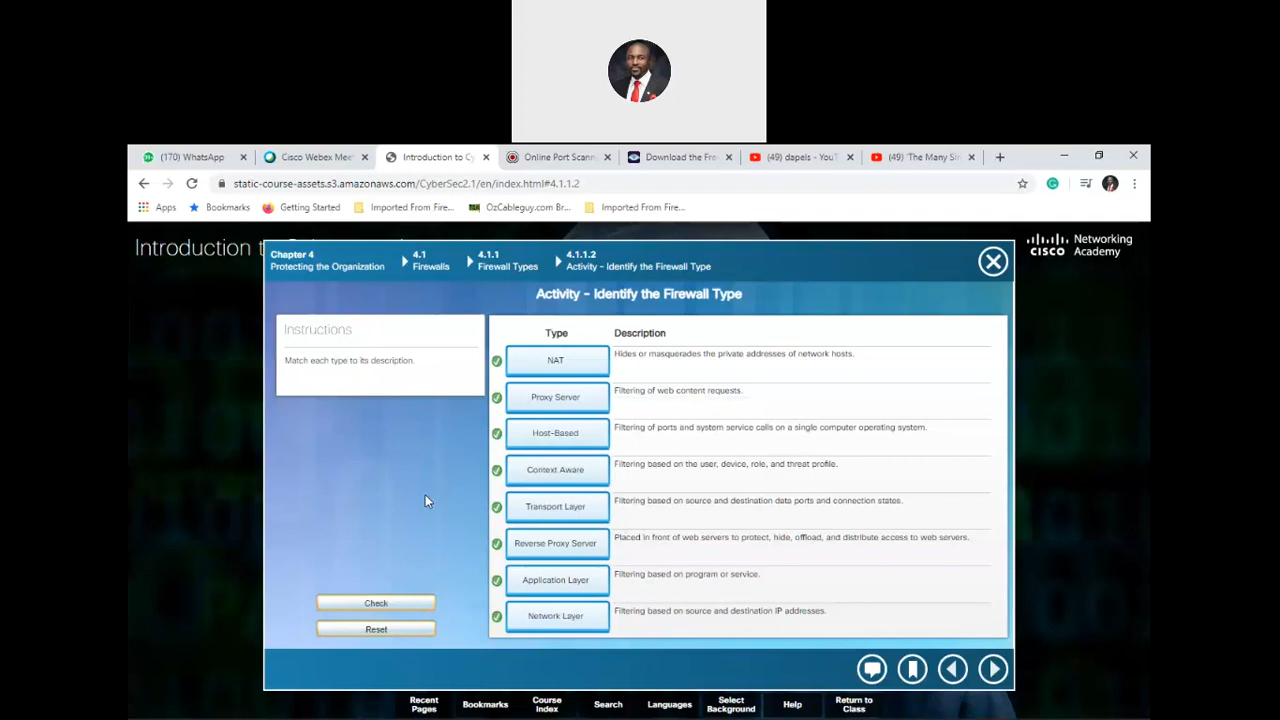 (170) WhatsApp
Cisco Webex Mee
Introduction to Cy
Online Port Scann
Download the Fre
(49) dapels - YouT
(49) 'The Many Sin
static-course-assets.s3.amazonaws.com/CyberSec2.1/en/index.html#4.1.1.2
Apps
Bookmarks
Getting Started
Imported From Fire...
OzCableguy.com Br...
Imported From Fire...
Introduction t
CISCO
Networking
Academy
Chapter 4
Protecting the Organization
4.1
Firewalls
4.1.1
Firewall Types
4.1.1.2
Activity - Identify the Firewall Type
Activity - Identify the Firewall Type
Instructions
Match each type to its description.
Type Description
NAT Hides or masquerades the private addresses of network hosts.
Proxy Server Filtering of web content requests.
Host-Based Filtering of ports and system service calls on a single computer operating system.
Context Aware Filtering based on the user, device, role, and threat profile.
Transport Layer Filtering based on source and destination data ports and connection states.
Reverse Proxy Server Placed in front of web servers to protect, hide, offload, and distribute access to web servers.
Application Layer Filtering based on program or service.
Network Layer Filtering based on source and destination IP addresses.
Check
Reset
Recent
Pages
Bookmarks
Course
Index
Search
Languages
Select
Background
Help
Return to
Class